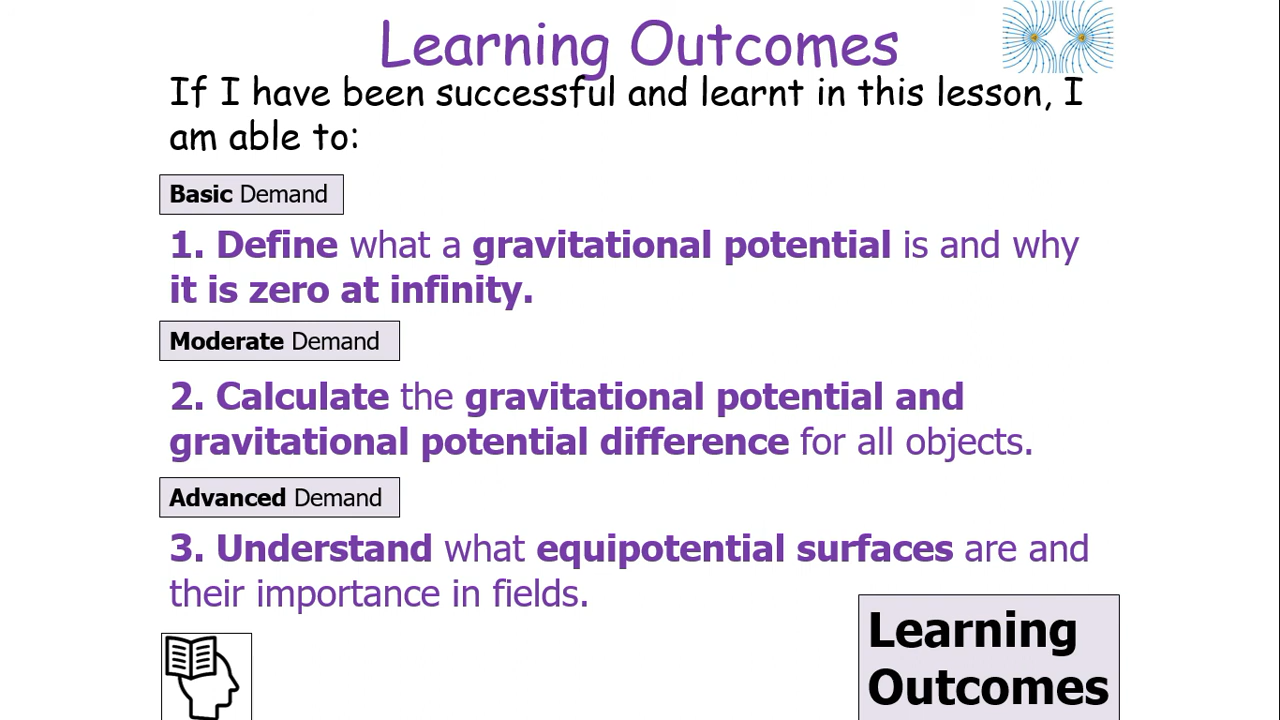 Learning Outcomes
If I have been successful and learnt in this lesson, I
am able to:
Basic Demand
1. Define what a gravitational potential is and why
it is zero at infinity.
Moderate Demand
2. Calculate the gravitational potential and
gravitational potential difference for all objects.
Advanced Demand
3. Understand what equipotential surfaces are and
their importance in fields.
Learning
Outcomes